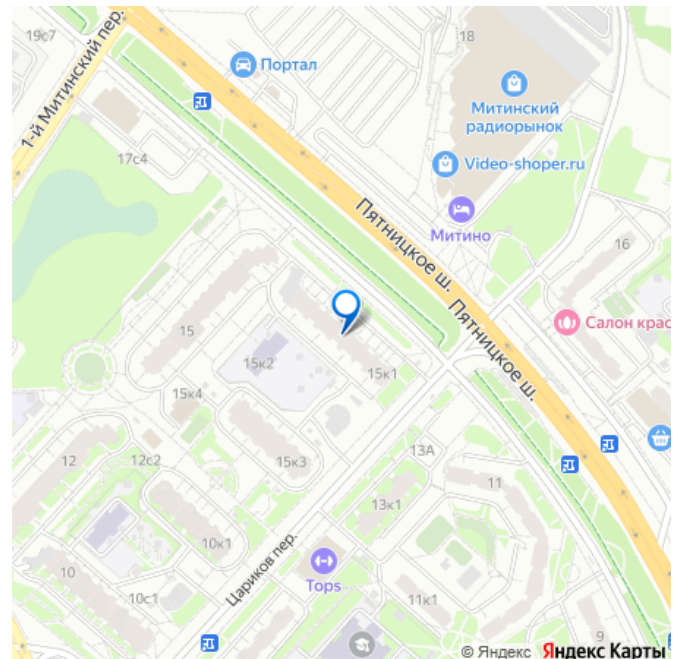 19с7
1-й Митинский пер.
Портал
18
Митинский
радиорынок
Video-shoper.ru
17с4
Митино
Пятницкое ш.
16
Салон крас
Пятницкое ш.
15
15к2
15к1
15к4
15к3
12
12с2
13А
11
13к1
10к1
10
10с1
Цариков пер.
Tops
11к1
9
© Яндекс Яндекс Карты